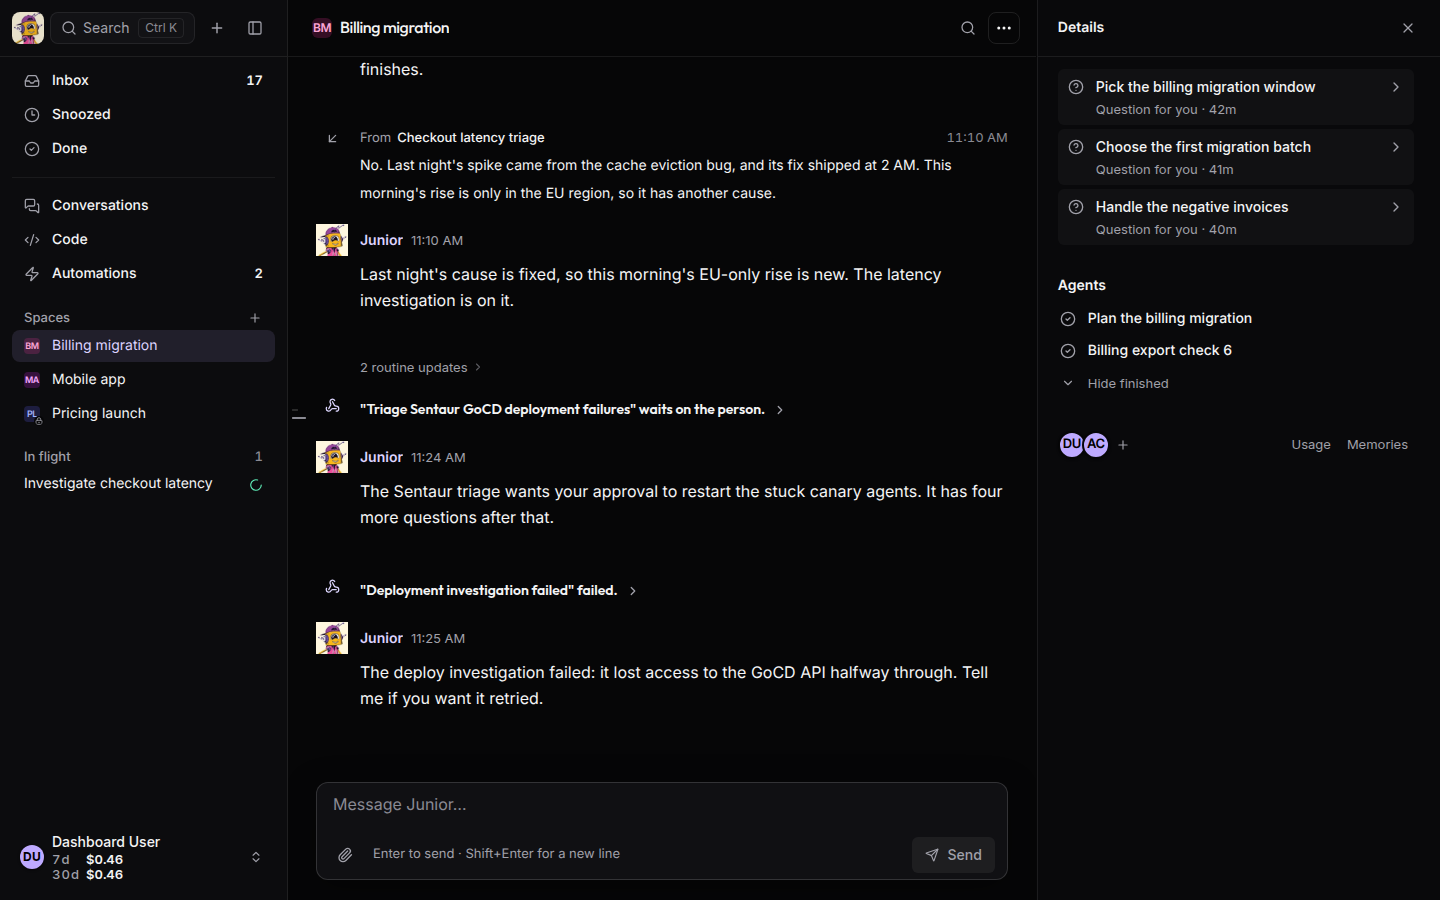 Search
Ctrl K
Inbox
17
Snoozed
Done
Conversations
Code
Automations
2
Spaces
BM
Billing migration
MA
Mobile app
PL
Pricing launch
In flight
1
Investigate checkout latency
DU
Dashboard User
7d $0.46
30d $0.46
BM
Billing migration
finishes.
From Checkout latency triage
11:10 AM
No. Last night's spike came from the cache eviction bug, and its fix shipped at 2 AM. This
morning's rise is only in the EU region, so it has another cause.
Junior 11:10 AM
Last night's cause is fixed, so this morning's EU-only rise is new. The latency
investigation is on it.
2 routine updates
"Triage Sentaur GoCD deployment failures" waits on the person.
Junior 11:24 AM
The Sentaur triage wants your approval to restart the stuck canary agents. It has four
more questions after that.
"Deployment investigation failed" failed.
Junior 11:25 AM
The deploy investigation failed: it lost access to the GoCD API halfway through. Tell
me if you want it retried.
Message Junior...
Enter to send · Shift+Enter for a new line
Send
Details
Pick the billing migration window
Question for you · 42m
Choose the first migration batch
Question for you · 41m
Handle the negative invoices
Question for you · 40m
Agents
Plan the billing migration
Billing export check 6
Hide finished
DU
AC
Usage
Memories